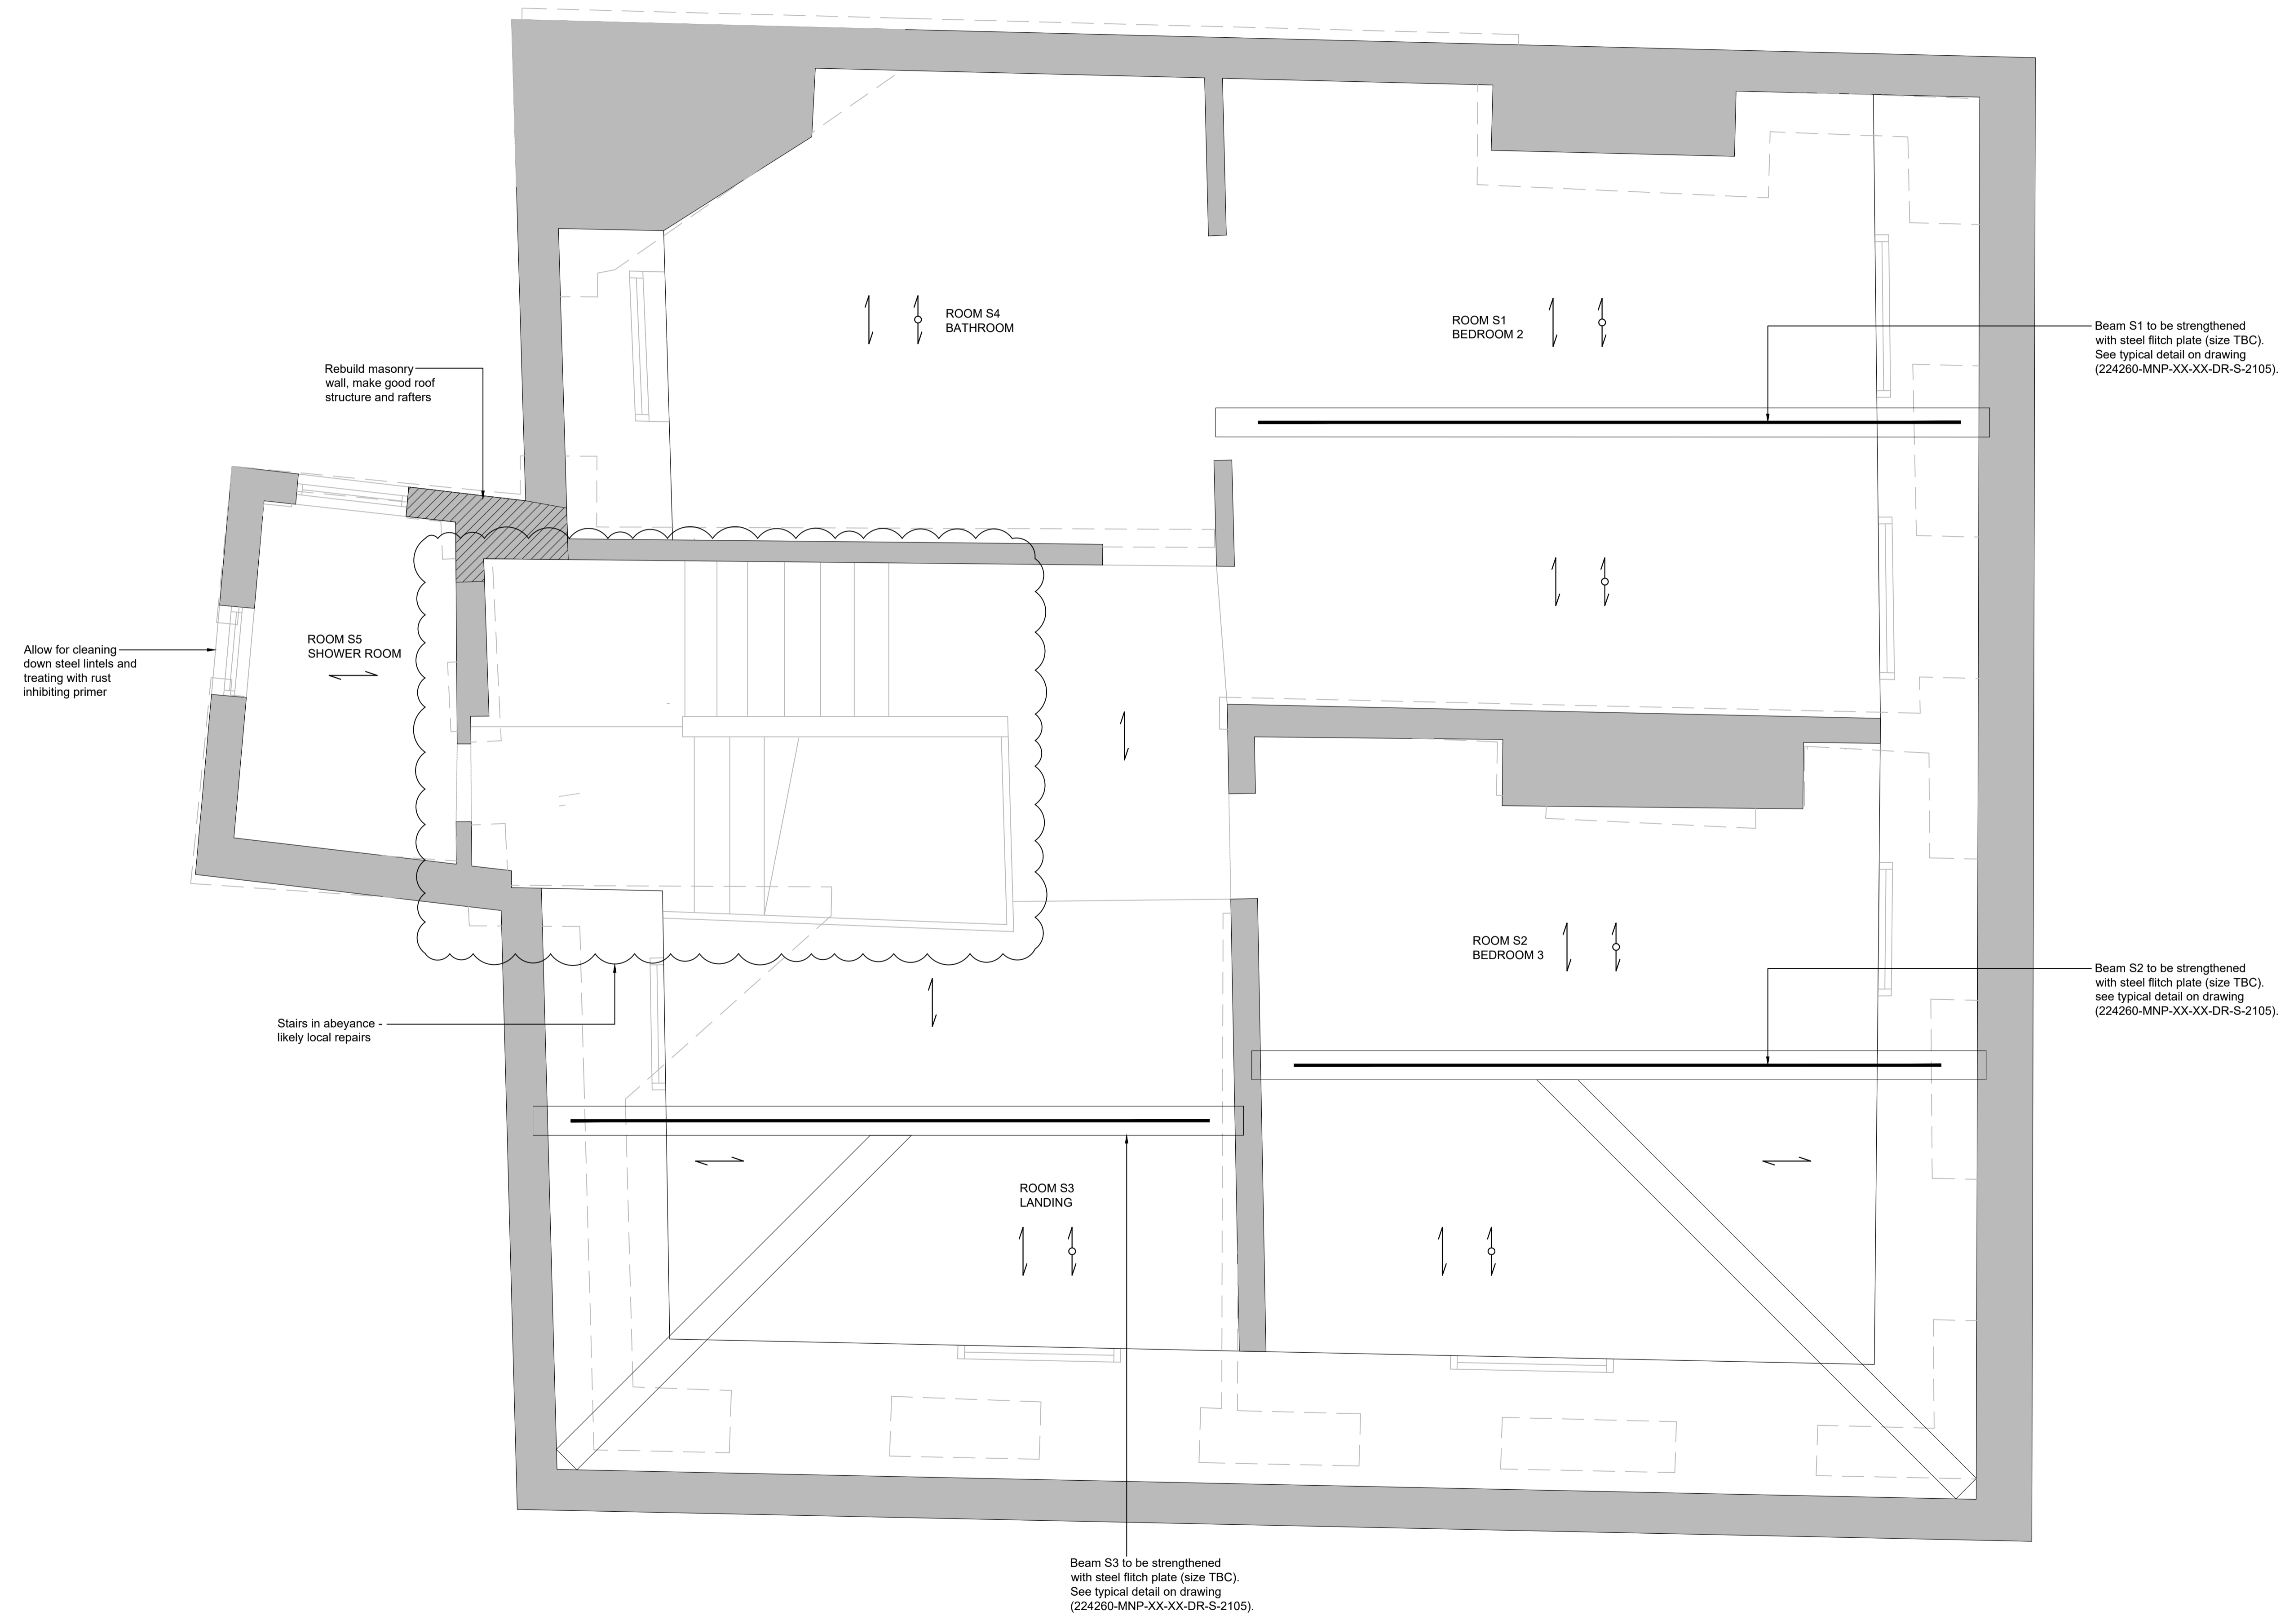 ROOM S4
BATHROOM
ROOM S1
BEDROOM 2
Beam S1 to be strengthened
with steel flitch plate (size TBC).
See typical detail on drawing
(224260-MNP-XX-XX-DR-S-2105).
Rebuild masonry
wall, make good roof
structure and rafters
ROOM S5
SHOWER ROOM
Allow for cleaning
down steel lintels and
treating with rust
inhibiting primer
ROOM S2
BEDROOM 3
Beam S2 to be strengthened
with steel flitch plate (size TBC).
see typical detail on drawing
(224260-MNP-XX-XX-DR-S-2105).
Stairs in abeyance -
likely local repairs
ROOM S3
LANDING
Beam S3 to be strengthened
with steel flitch plate (size TBC).
See typical detail on drawing
(224260-MNP-XX-XX-DR-S-2105).